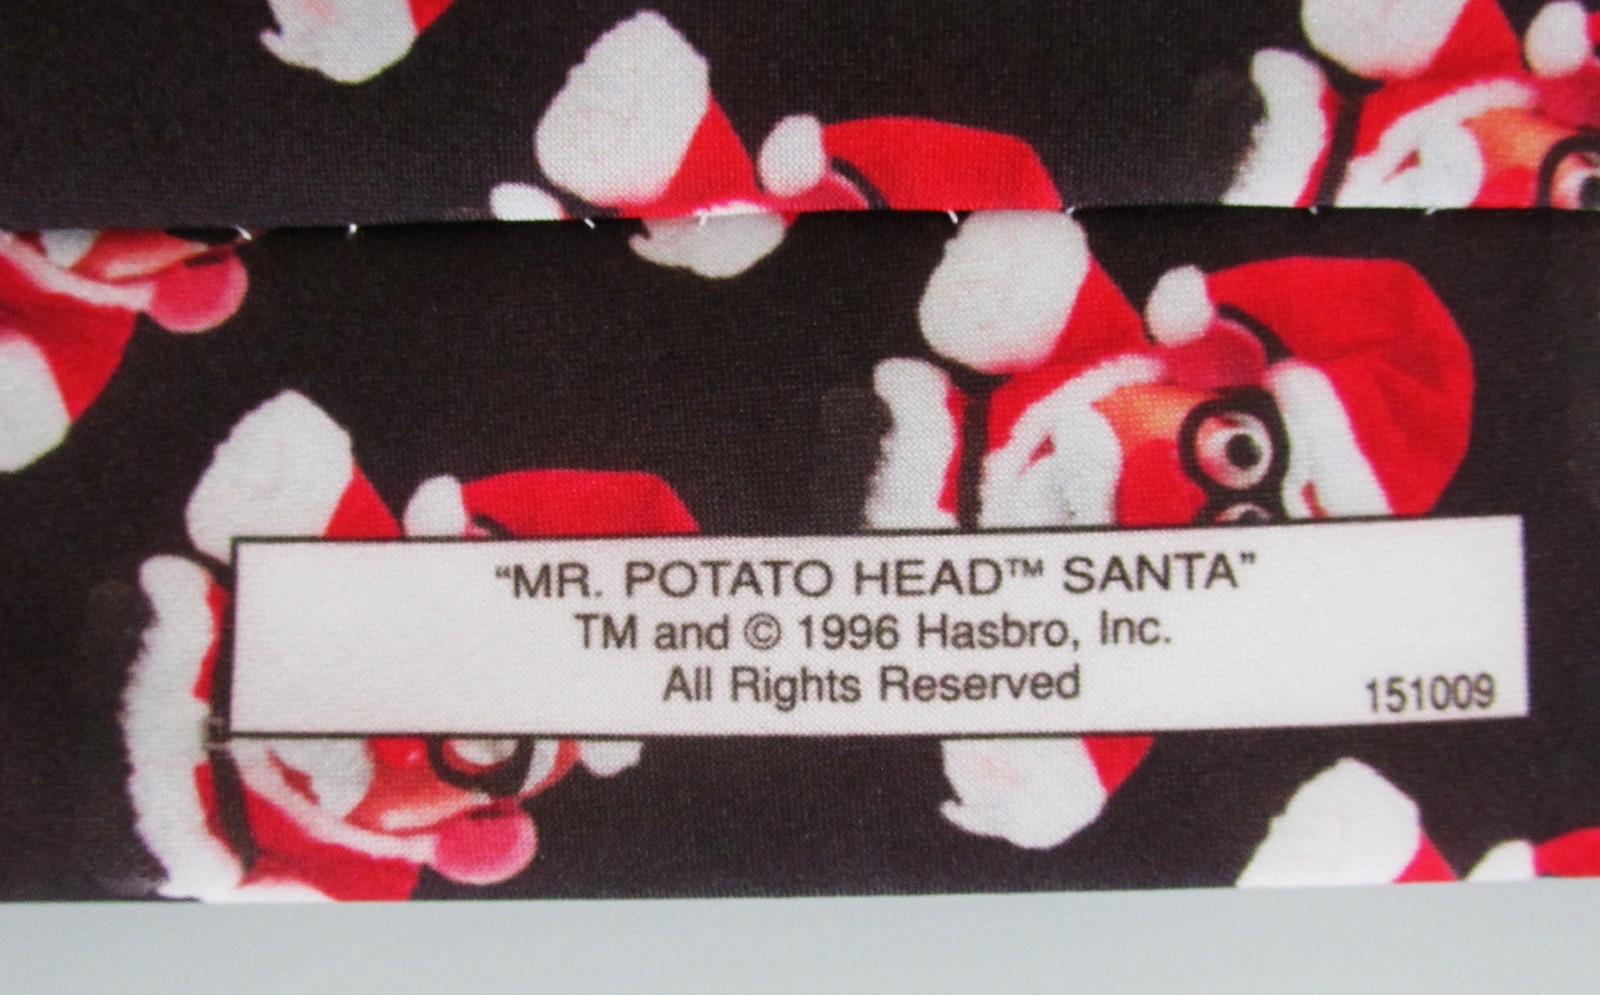 “MR. POTATO HEAD™ SANTA”
TM and © 1996 Hasbro, Inc.
All Rights Reserved
151009